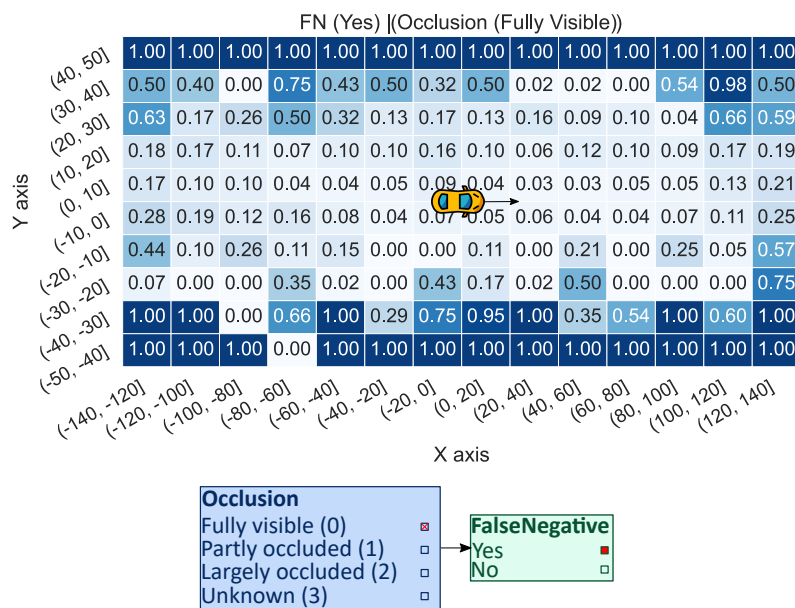 FN (Yes) |(Occlusion (Fully Visible))
Y axis
(40, 50] 1.00 1.00 1.00 1.00 1.00 1.00 1.00 1.00 1.00 1.00 1.00 1.00 1.00 1.00
(30, 40] 0.50 0.40 0.00 0.75 0.43 0.50 0.32 0.50 0.02 0.02 0.00 0.54 0.98 0.50
(20, 30] 0.63 0.17 0.26 0.50 0.32 0.13 0.17 0.13 0.16 0.09 0.10 0.04 0.66 0.59
(10, 20] 0.18 0.17 0.11 0.07 0.10 0.10 0.16 0.10 0.06 0.12 0.10 0.09 0.17 0.19
(0, 10] 0.17 0.10 0.10 0.04 0.04 0.05 0.09 0.04 0.03 0.03 0.05 0.05 0.13 0.21
(-10, 0] 0.28 0.19 0.12 0.16 0.08 0.04 0.07 0.05 0.06 0.04 0.04 0.07 0.11 0.25
(-20, -10] 0.44 0.10 0.26 0.11 0.15 0.00 0.00 0.11 0.00 0.21 0.00 0.25 0.05 0.57
(-30, -20] 0.07 0.00 0.00 0.35 0.02 0.00 0.43 0.17 0.02 0.50 0.00 0.00 0.00 0.75
(-40, -30] 1.00 1.00 0.00 0.66 1.00 0.29 0.75 0.95 1.00 0.35 0.54 1.00 0.60 1.00
(-50, -40] 1.00 1.00 1.00 0.00 1.00 1.00 1.00 1.00 1.00 1.00 1.00 1.00 1.00 1.00
(-140, -120] (-120, -100] (-100, -80] (-80, -60] (-60, -40] (-40, -20] (-20, 0] (0, 20] (20, 40] (40, 60] (60, 80] (80, 100] (100, 120] (120, 140]
X axis
Occlusion
Fully visible (0)
Partly occluded (1)
Largely occluded (2)
Unknown (3)
FalseNegative
Yes
No